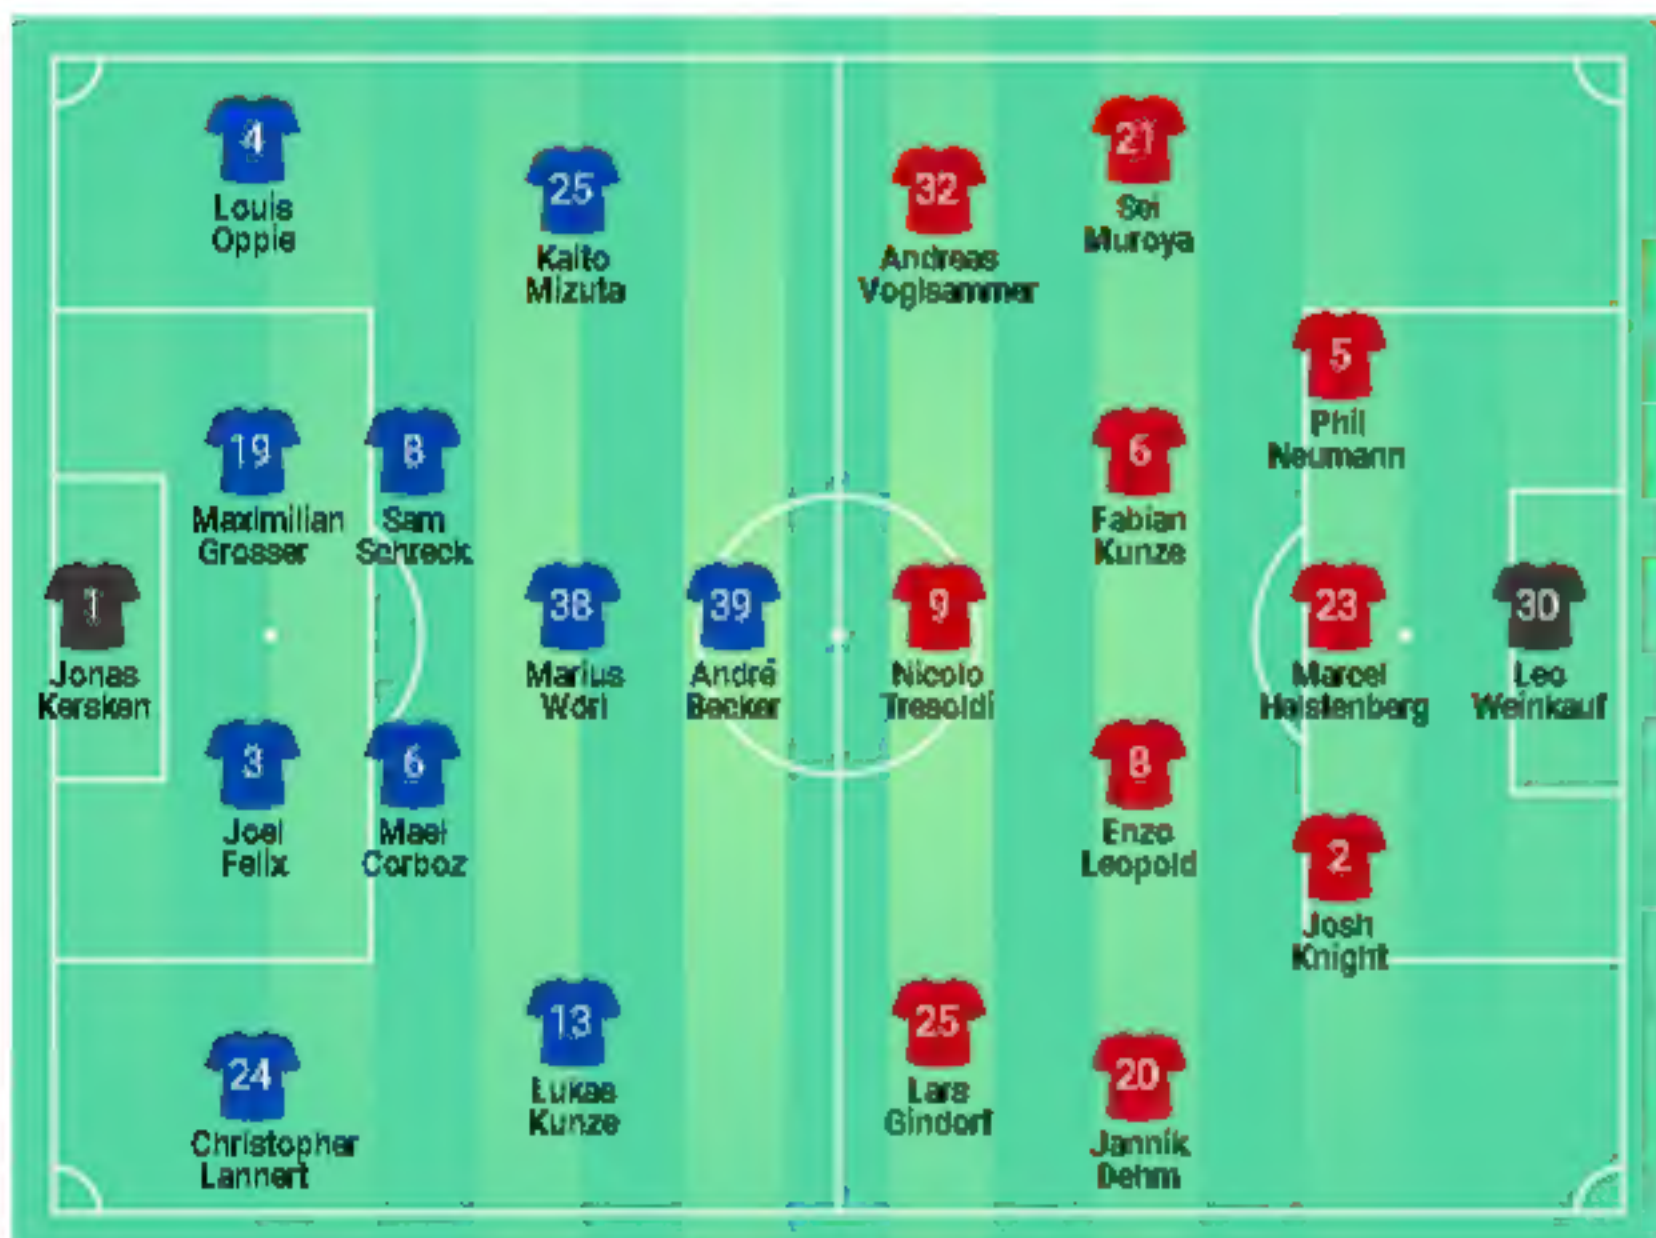 4
Louis
Oppie
25
Kaito
Mizuta
32
Andreas
Voglsammer
21
Sei
Muroya
5
Phil
Neumann
19
Maximilian
Grosser
8
Sam
Schreck
6
Fabian
Kunze
1
Jonas
Kersken
38
Marius
Wörl
39
André
Becker
9
Nicolo
Tresoldi
23
Marcel
Halstenberg
30
Leo
Weinkauf
3
Joel
Felix
6
Mael
Corboz
8
Enzo
Leopold
2
Josh
Knight
24
Christopher
Lannert
13
Lukas
Kunze
25
Lars
Gindorf
20
Jannik
Dehm